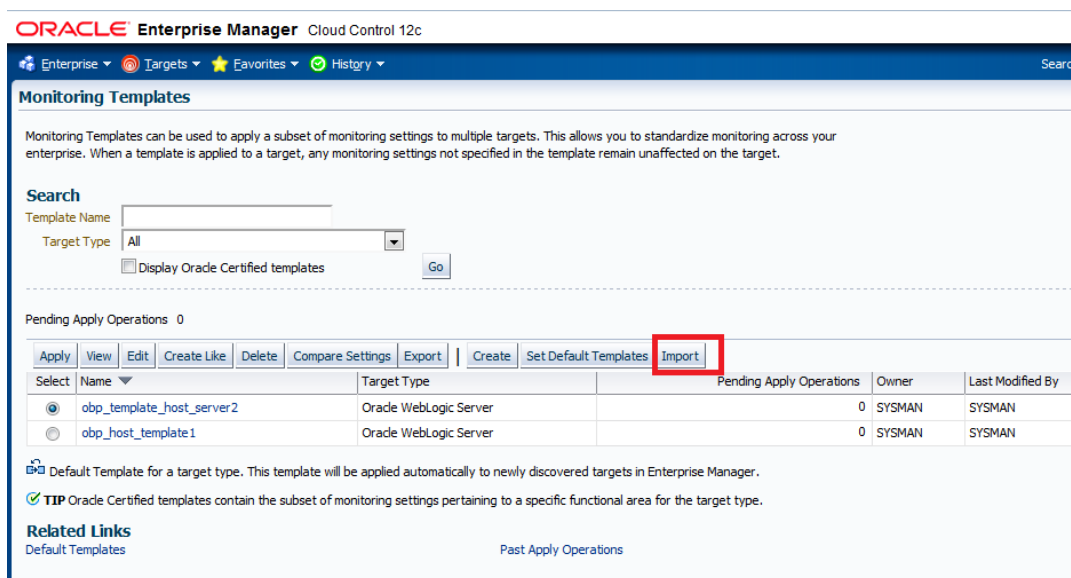 ORACLE Enterprise Manager Cloud Control 12c
Enterprise Targets Favorites History Searc
Monitoring Templates
Monitoring Templates can be used to apply a subset of monitoring settings to multiple targets. This allows you to standardize monitoring across your
enterprise. When a template is applied to a target, any monitoring settings not specified in the template remain unaffected on the target.
Search
Template Name
Target Type All
Display Oracle Certified templates Go
Pending Apply Operations 0
Apply View Edit Create Like Delete Compare Settings Export | Create Set Default Templates Import
Select Name Target Type Pending Apply Operations Owner Last Modified By
obp_template_host_server2 Oracle WebLogic Server 0 SYSMAN SYSMAN
obp_host_template1 Oracle WebLogic Server 0 SYSMAN SYSMAN
Default Template for a target type. This template will be applied automatically to newly discovered targets in Enterprise Manager.
TIP Oracle Certified templates contain the subset of monitoring settings pertaining to a specific functional area for the target type.
Related Links
Default Templates Past Apply Operations